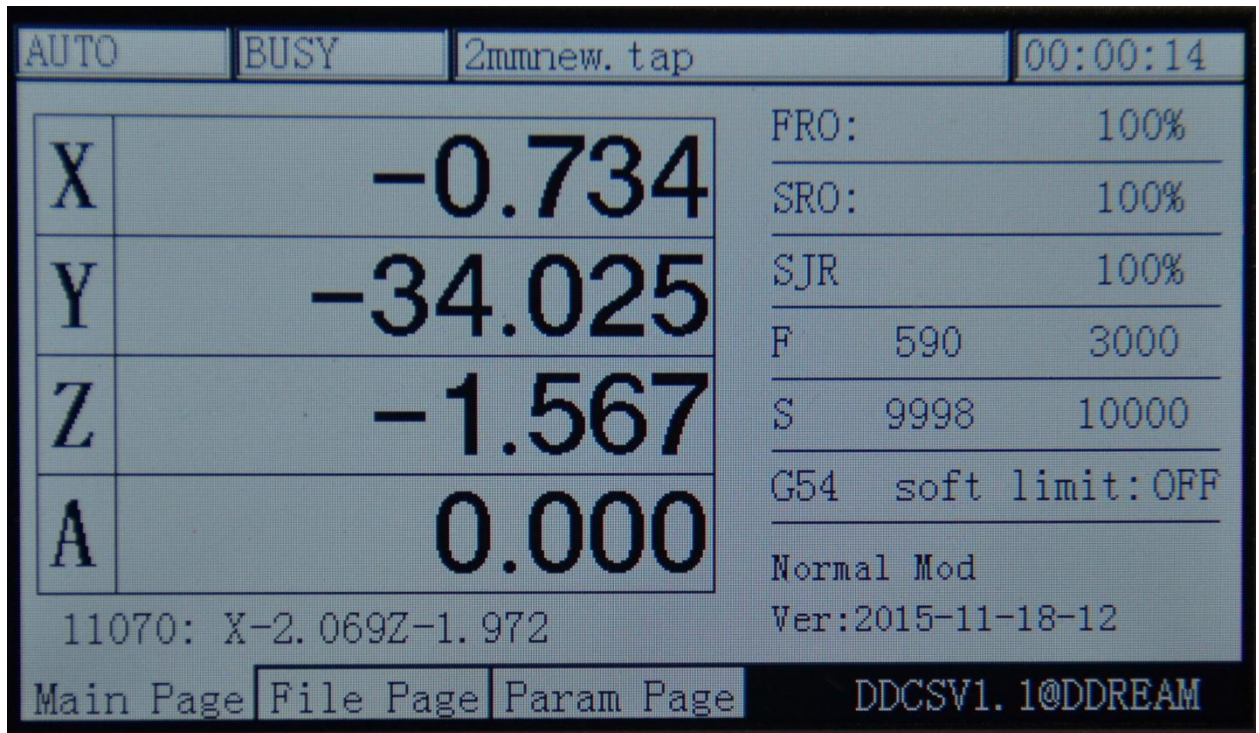 AUTO BUSY 2mmnew.tap 00:00:14
X -0.734
Y -34.025
Z -1.567
A 0.000
11070: X-2.069Z-1.972
FRO: 100%
SRO: 100%
SJR 100%
F 590 3000
S 9998 10000
G54 soft limit:OFF
Normal Mod
Ver:2015-11-18-12
Main Page File Page Param Page DDCSV1.1@DDREAM